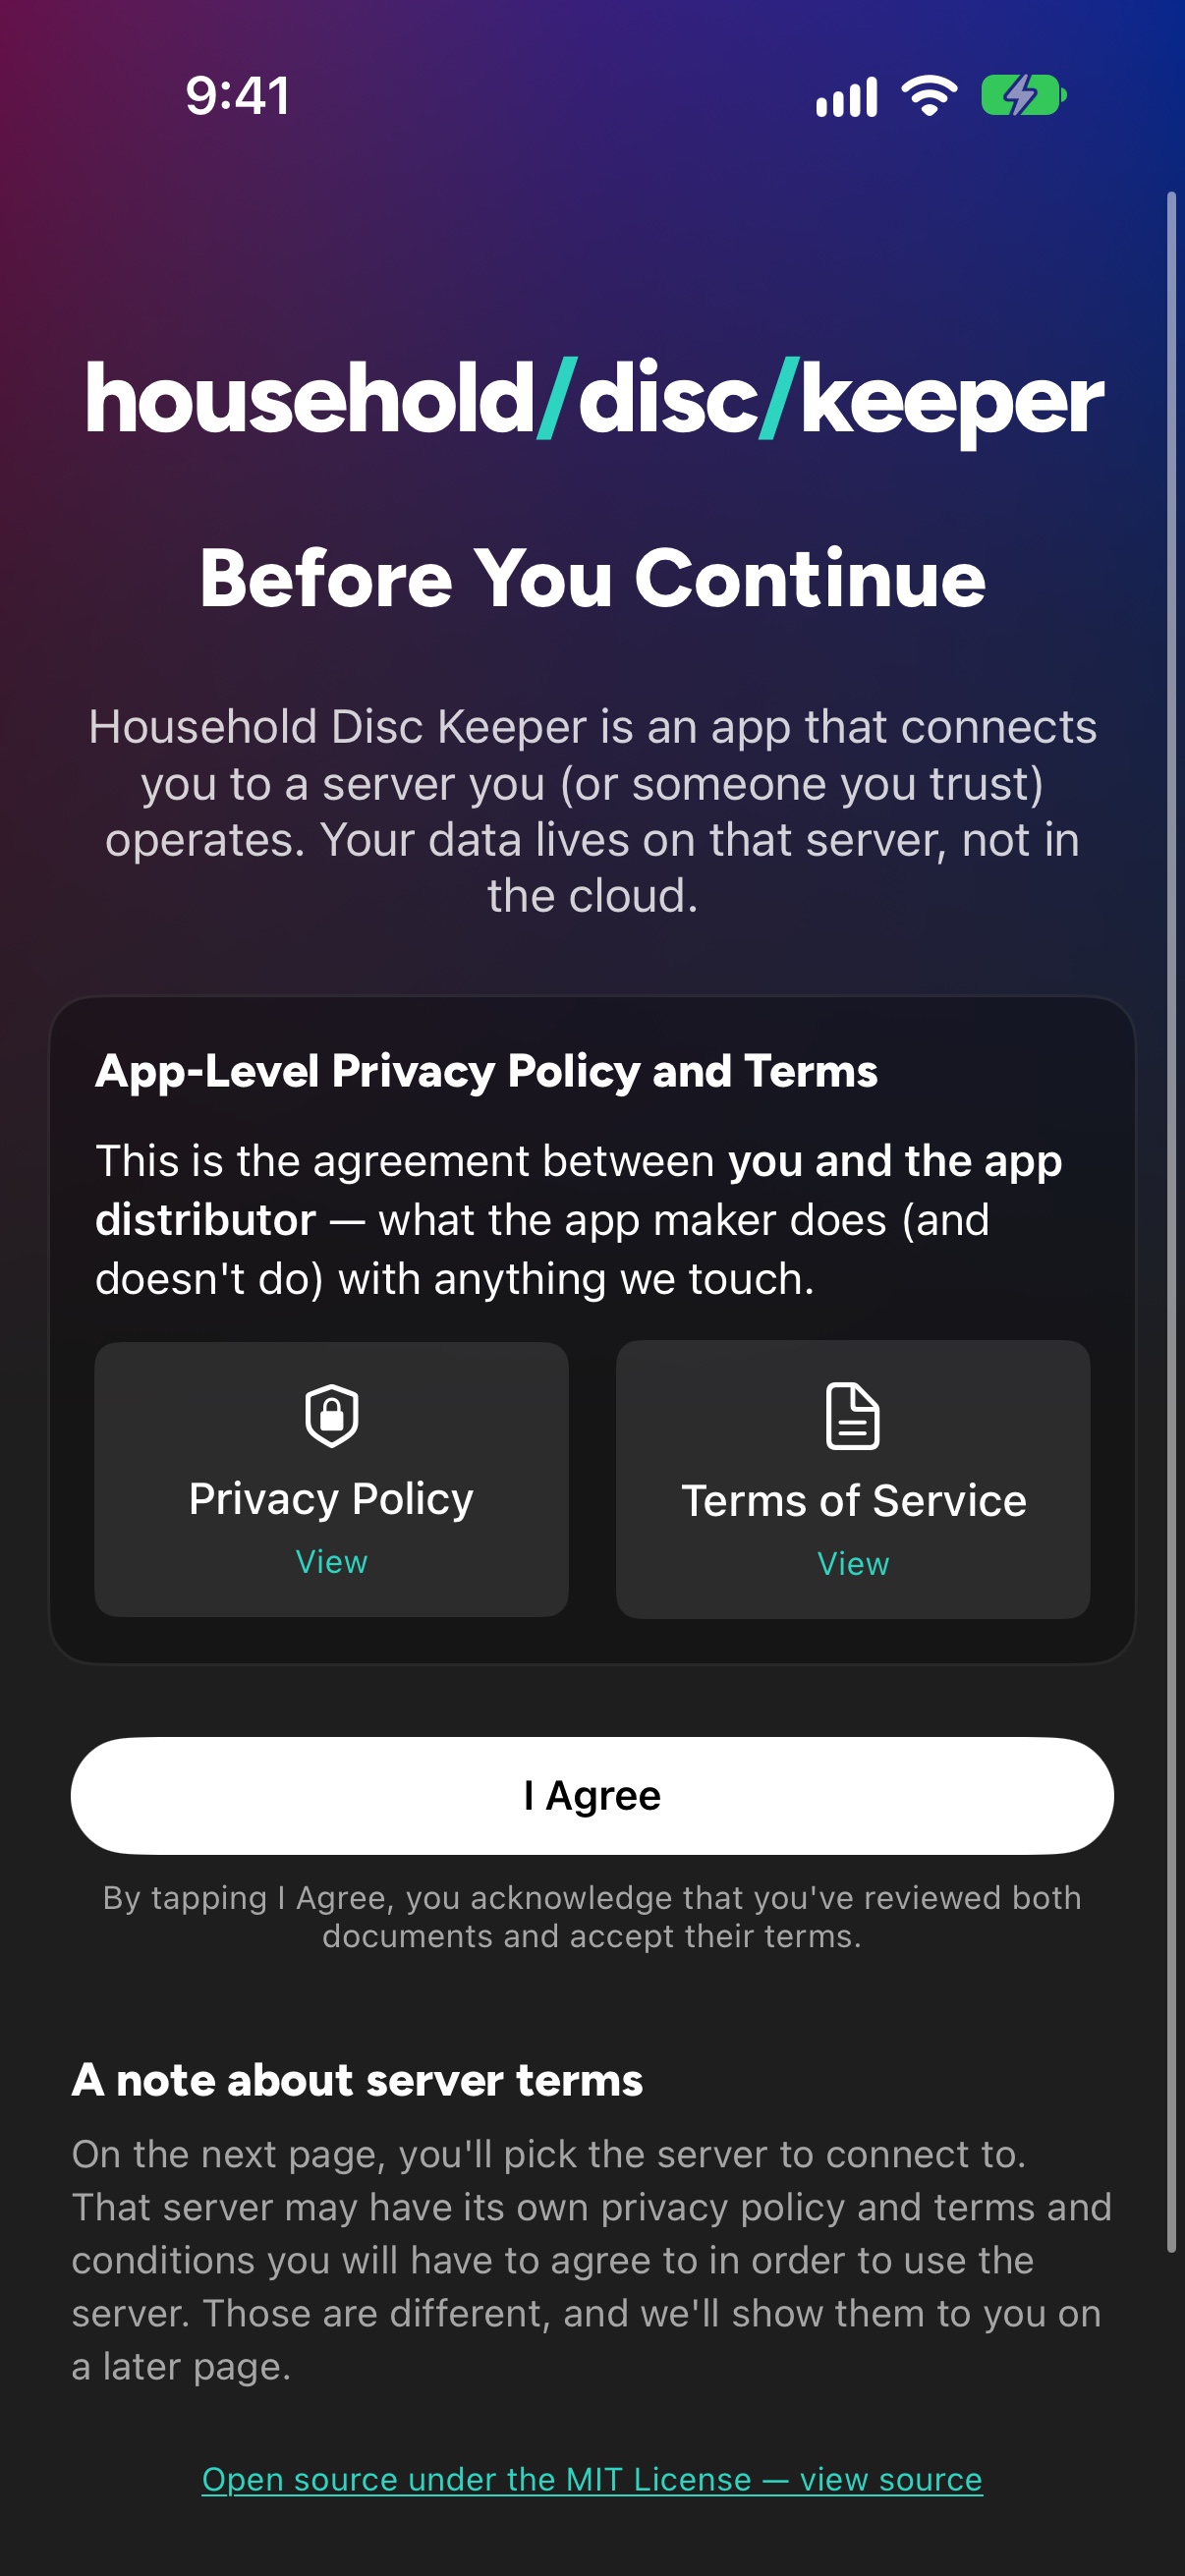 9:41
household/disc/keeper
Before You Continue
Household Disc Keeper is an app that connects
you to a server you (or someone you trust)
operates. Your data lives on that server, not in
the cloud.
App-Level Privacy Policy and Terms
This is the agreement between you and the app
distributor — what the app maker does (and
doesn't do) with anything we touch.
Privacy Policy
View
Terms of Service
View
I Agree
By tapping I Agree, you acknowledge that you've reviewed both
documents and accept their terms.
A note about server terms
On the next page, you'll pick the server to connect to.
That server may have its own privacy policy and terms and
conditions you will have to agree to in order to use the
server. Those are different, and we'll show them to you on
a later page.
Open source under the MIT License — view source